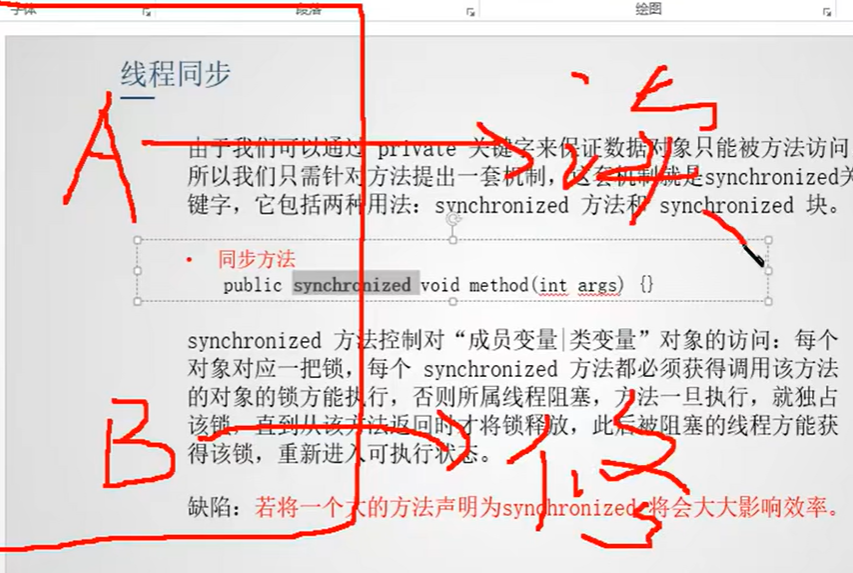 字体 段落 绘图
线程同步
由于我们可以通过 private 关键字来保证数据对象只能被方法访问
所以我们只需针对方法提出一套机制，这套机制就是synchronized关
键字，它包括两种用法：synchronized 方法和 synchronized 块。
• 同步方法
public synchronized void method(int args) {}
synchronized 方法控制对“成员变量|类变量”对象的访问：每个
对象对应一把锁，每个 synchronized 方法都必须获得调用该方法
的对象的锁方能执行，否则所属线程阻塞，方法一旦执行，就独占
该锁，直到从该方法返回时才将锁释放，此后被阻塞的线程方能获
得该锁，重新进入可执行状态。
缺陷：若将一个大的方法声明为synchronized 将会大大影响效率。
A
B 修